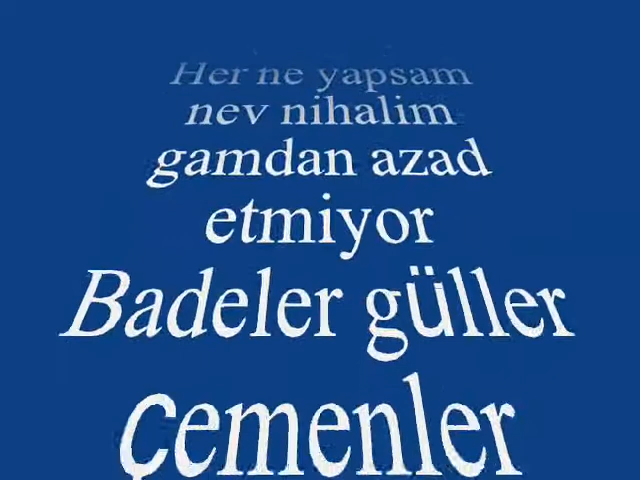 Her ne yapsam
nev nihalim
gamdan azad
etmiyor
Badeler güller
Çemenler